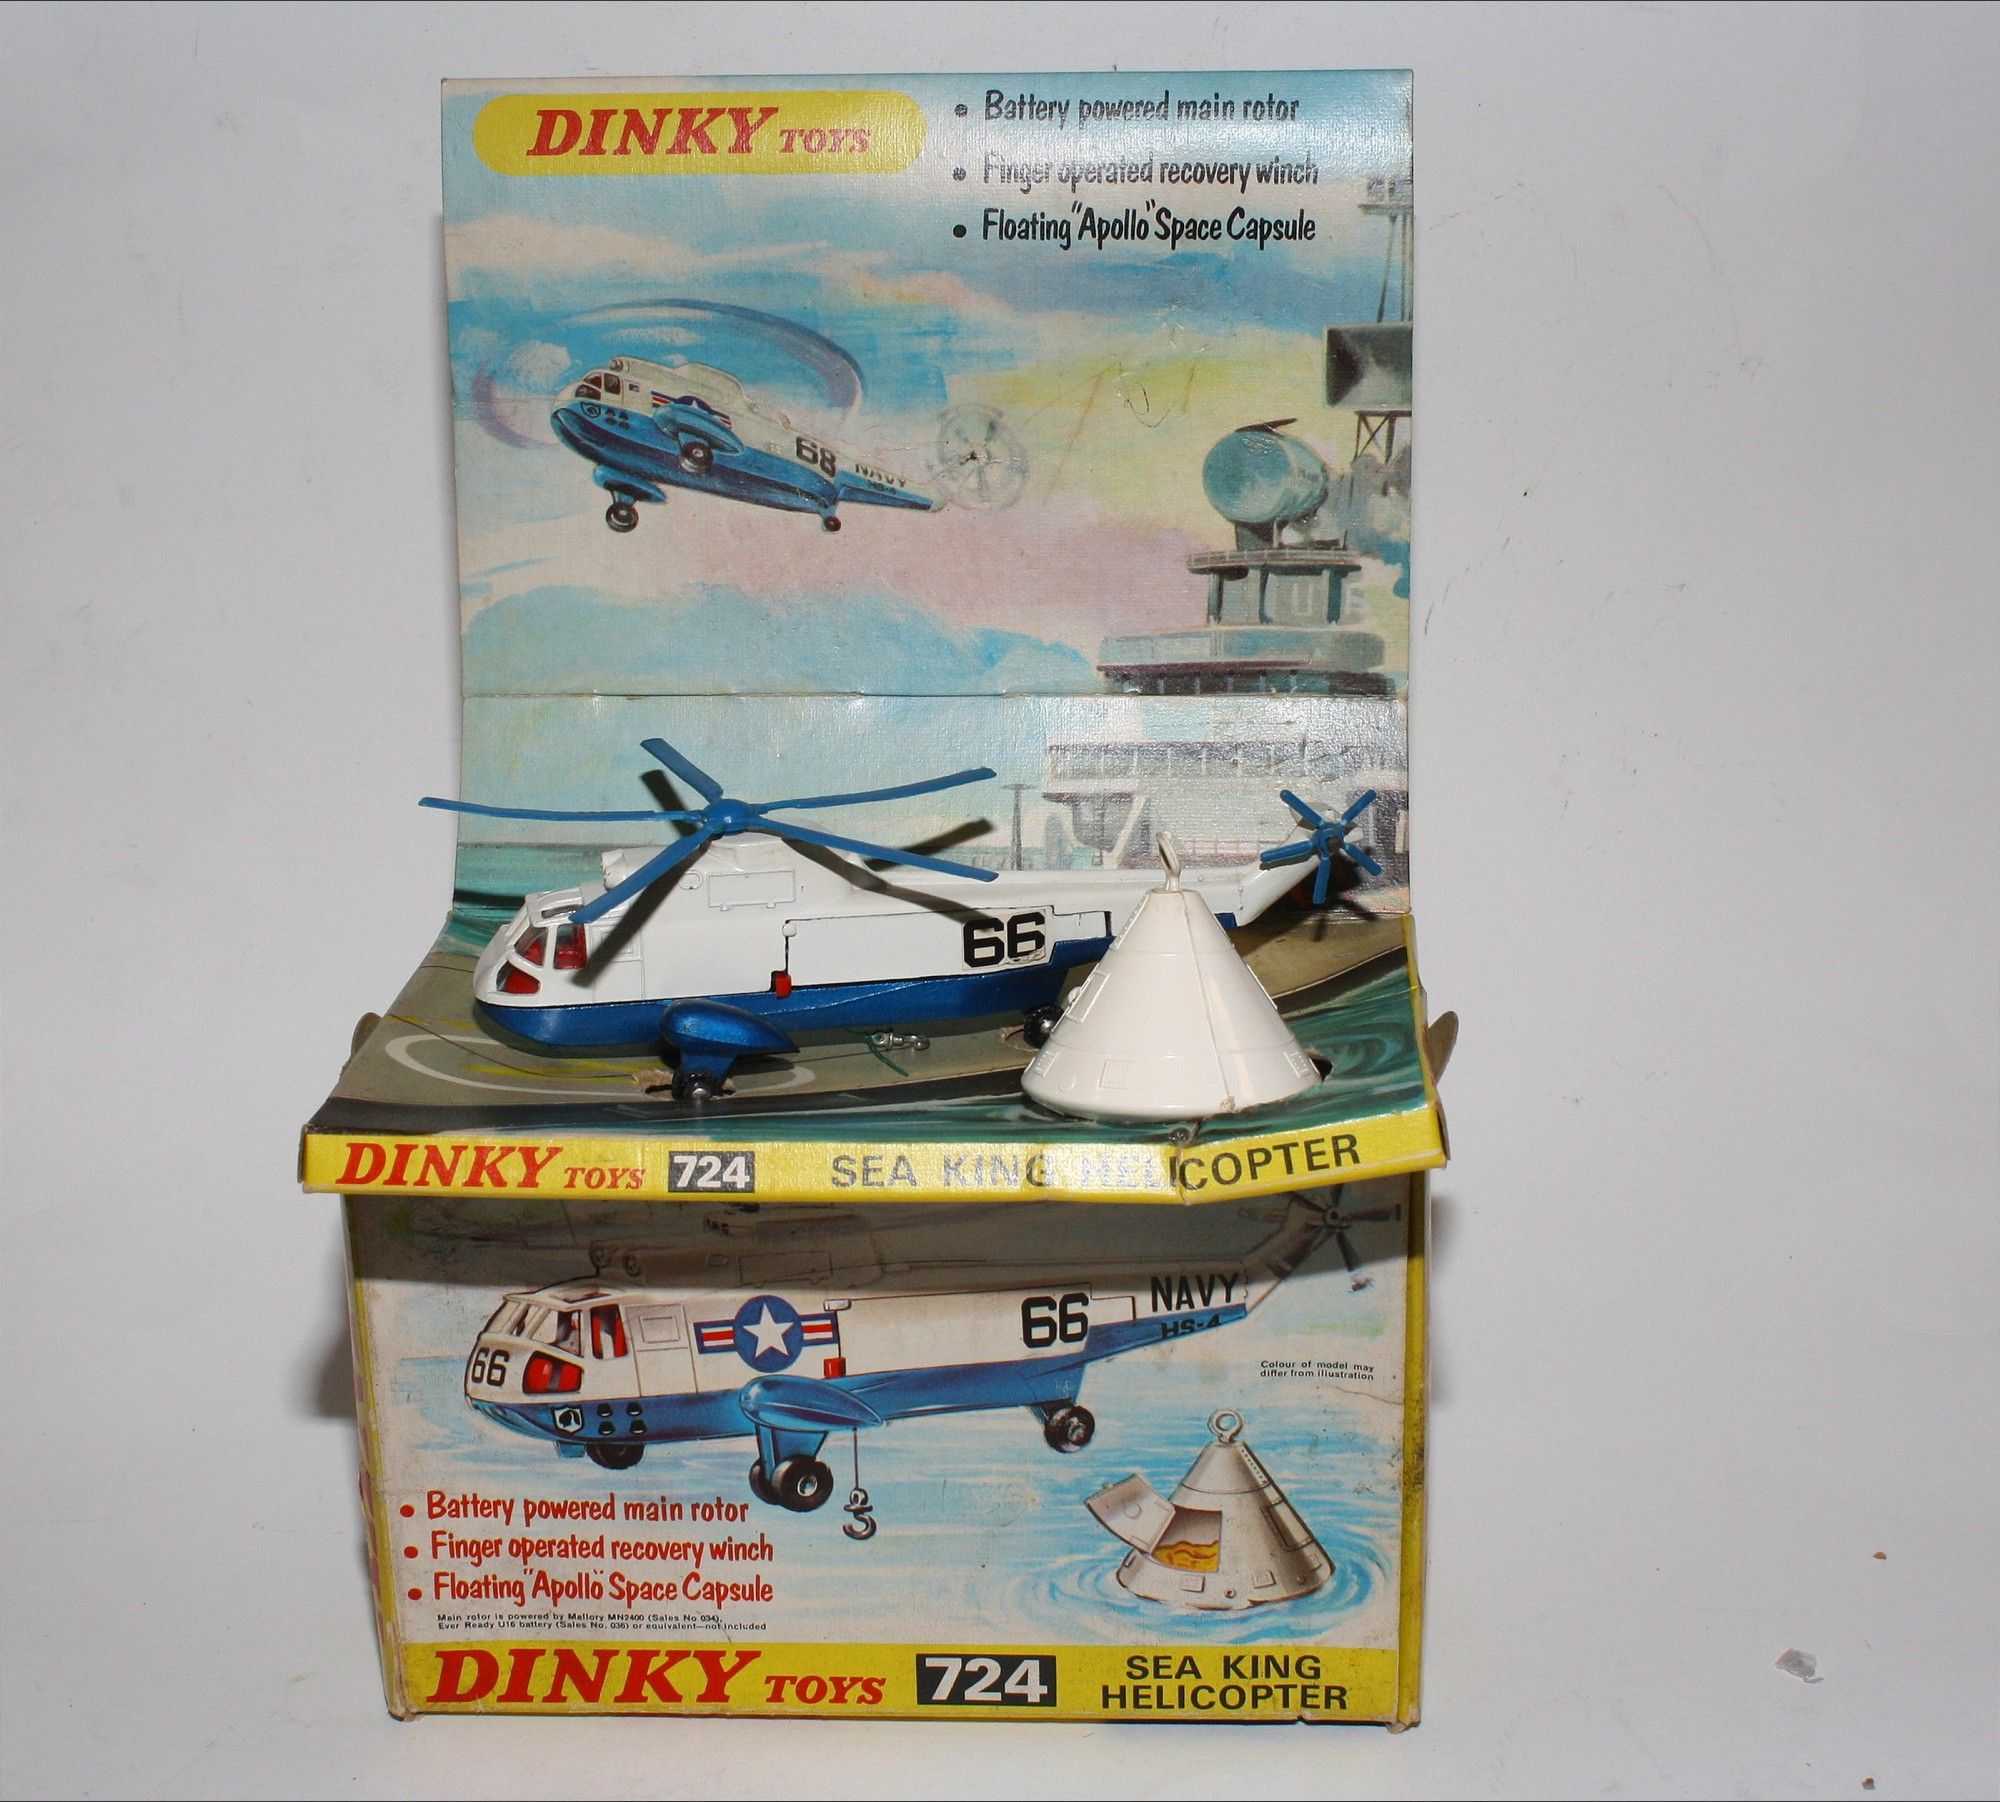 DINKY TOYS
• Battery powered main rotor
• Finger operated recovery winch
• Floating "Apollo" Space Capsule
68 NAVY
HS-4
66
DINKY TOYS 724 SEA KING HELICOPTER
NAVY
66
HS-4
66
Colour of model may
differ from illustration
• Battery powered main rotor
• Finger operated recovery winch
• Floating "Apollo" Space Capsule
Main rotor is powered by Mallory MN2400 (Sales No 034),
Ever Ready U16 battery (Sales No. 036) or equivalent—not included
DINKY TOYS 724 SEA KING
HELICOPTER